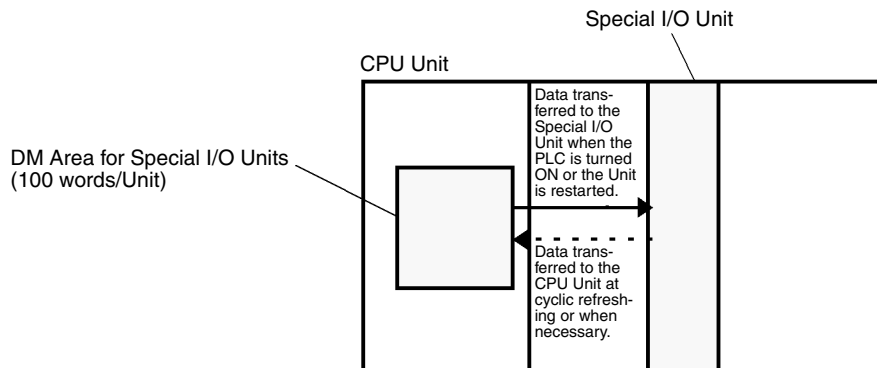 Special I/O Unit
CPU Unit
Data trans-
ferred to the
Special I/O
Unit when the
PLC is turned
ON or the Unit
is restarted.
DM Area for Special I/O Units
(100 words/Unit)
Data trans-
ferred to the
CPU Unit at
cyclic refresh-
ing or when
necessary.